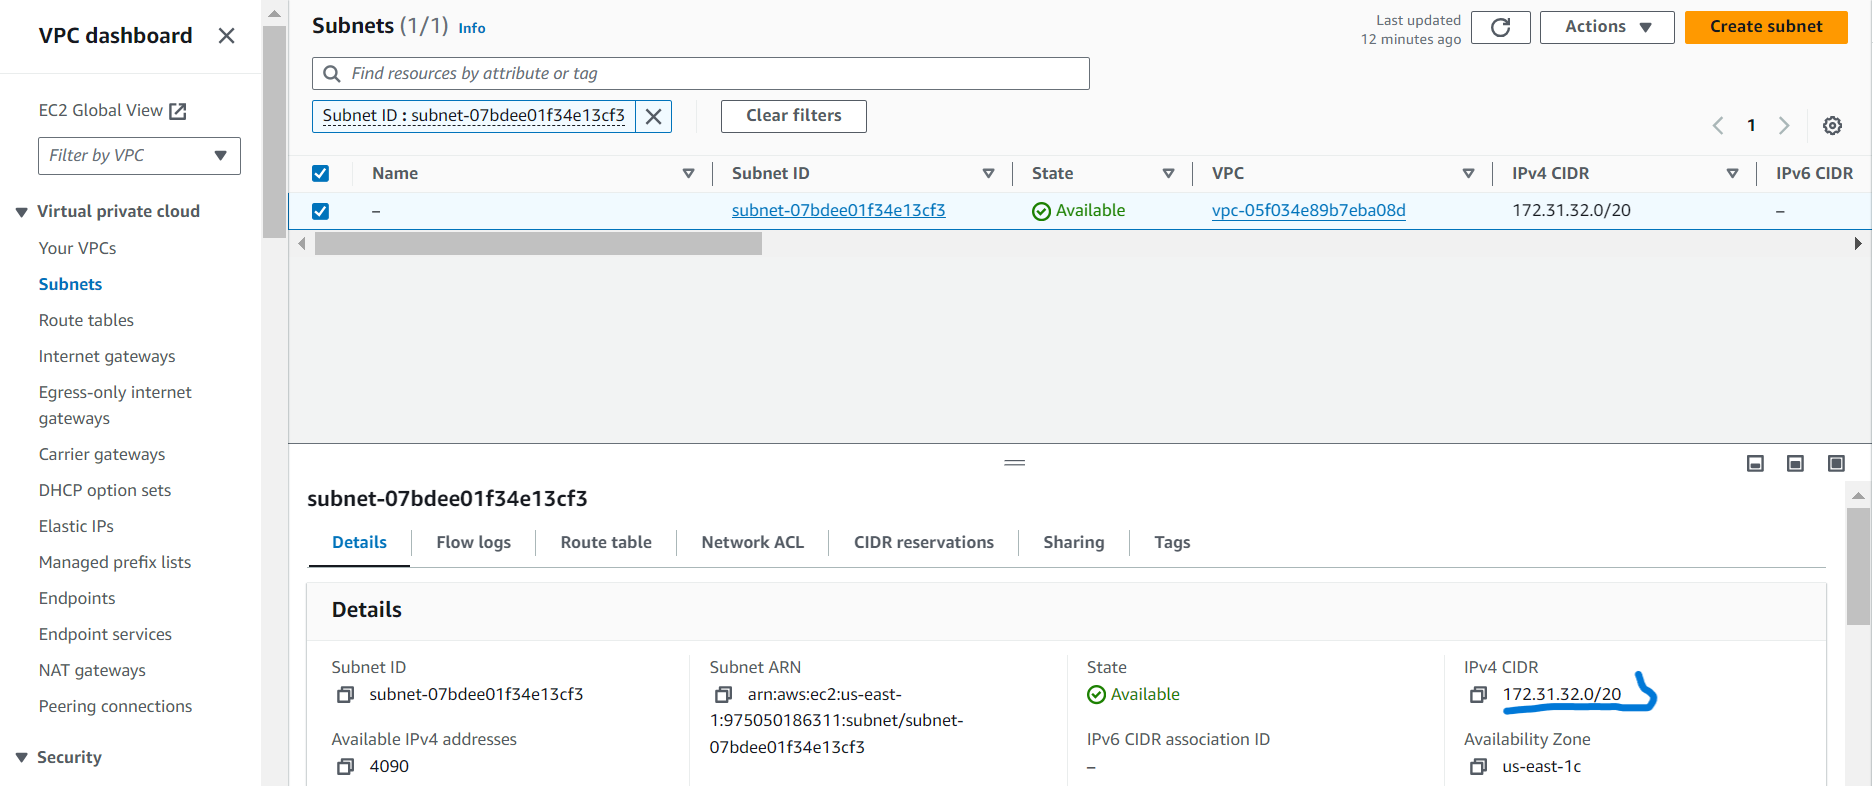 VPC dashboard
EC2 Global View
Filter by VPC
Virtual private cloud
Your VPCs
Subnets
Route tables
Internet gateways
Egress-only internet
gateways
Carrier gateways
DHCP option sets
Elastic IPs
Managed prefix lists
Endpoints
Endpoint services
NAT gateways
Peering connections
Security
Subnets (1/1) Info
Last updated
12 minutes ago
Actions
Create subnet
Find resources by attribute or tag
Subnet ID : subnet-07bdee01f34e13cf3
Clear filters
1
Name Subnet ID State VPC IPv4 CIDR IPv6 CIDR
– subnet-07bdee01f34e13cf3 Available vpc-05f034e89b7eba08d 172.31.32.0/20 –
subnet-07bdee01f34e13cf3
Details Flow logs Route table Network ACL CIDR reservations Sharing Tags
Details
Subnet ID
subnet-07bdee01f34e13cf3
Available IPv4 addresses
4090
Subnet ARN
arn:aws:ec2:us-east-
1:975050186311:subnet/subnet-
07bdee01f34e13cf3
State
Available
IPv6 CIDR association ID
–
IPv4 CIDR
172.31.32.0/20
Availability Zone
us-east-1c